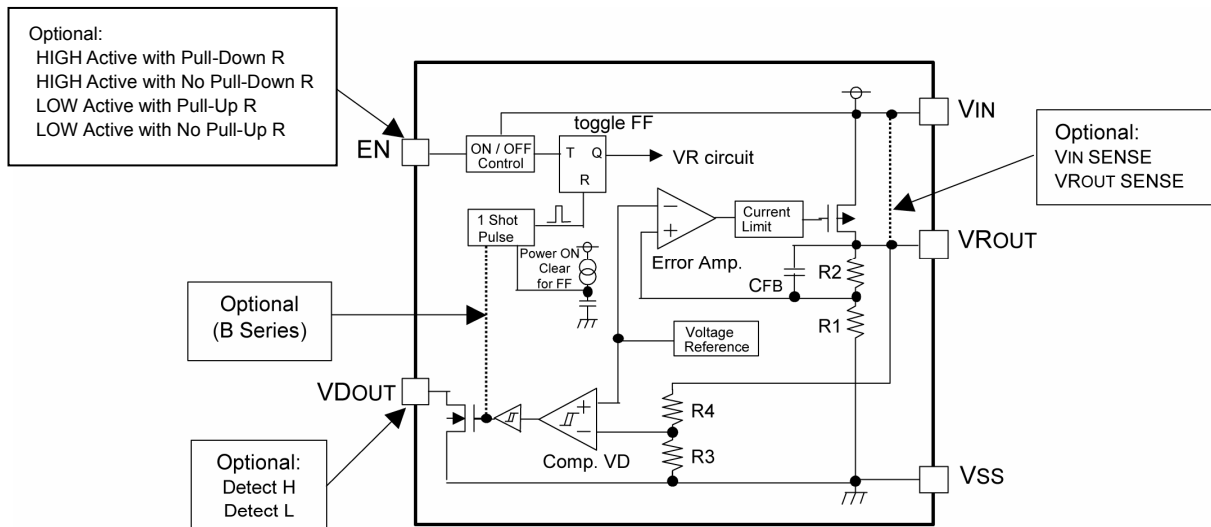 Optional:
HIGH Active with Pull-Down R
HIGH Active with No Pull-Down R
LOW Active with Pull-Up R
LOW Active with No Pull-Up R
EN
ON / OFF
Control
toggle FF
T Q
R
VR circuit
VIN
Optional:
VIN SENSE
VROUT SENSE
1 Shot
Pulse
Power ON
Clear
for FF
−
+
Error Amp.
Current
Limit
VROUT
CFB
R2
R1
Optional
(B Series)
Voltage
Reference
VDOUT
+
−
Comp. VD
R4
R3
VSS
Optional:
Detect H
Detect L